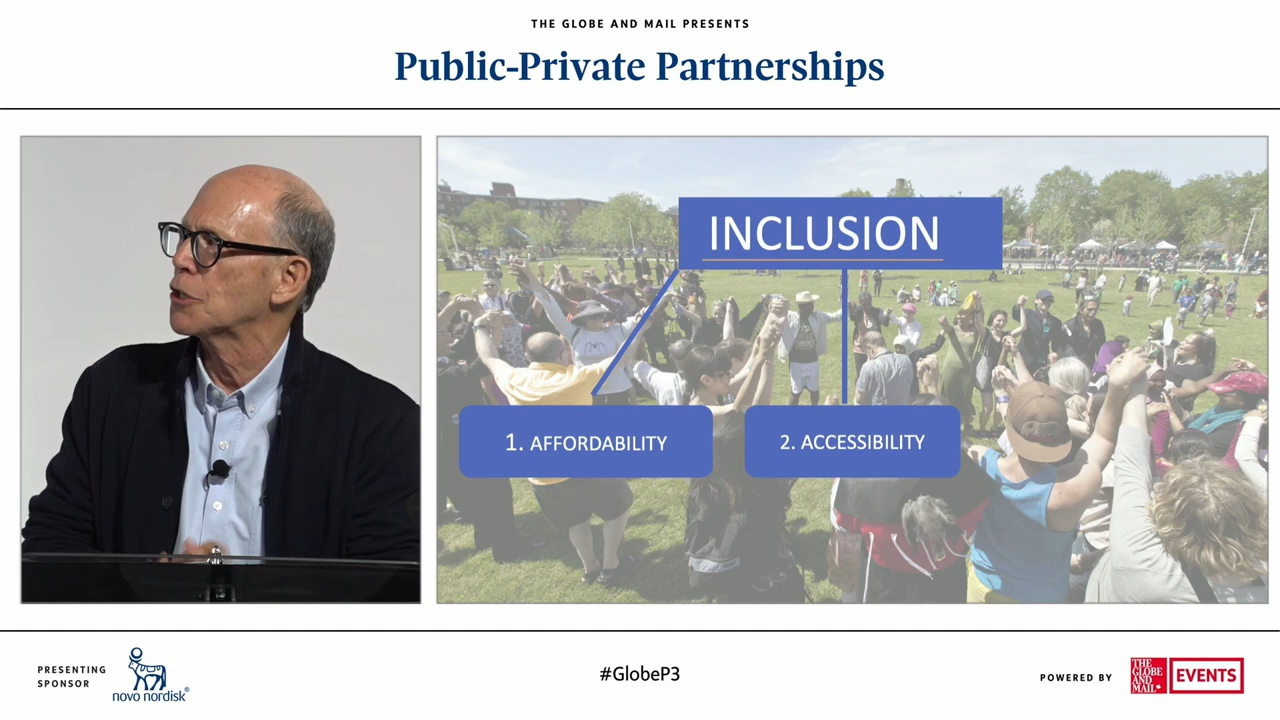 THE GLOBE AND MAIL PRESENTS
Public-Private Partnerships
INCLUSION
1. AFFORDABILITY
2. ACCESSIBILITY
PRESENTING
SPONSOR
novo nordisk®
#GlobeP3
POWERED BY
THE
GLOBE
AND
MAIL
EVENTS